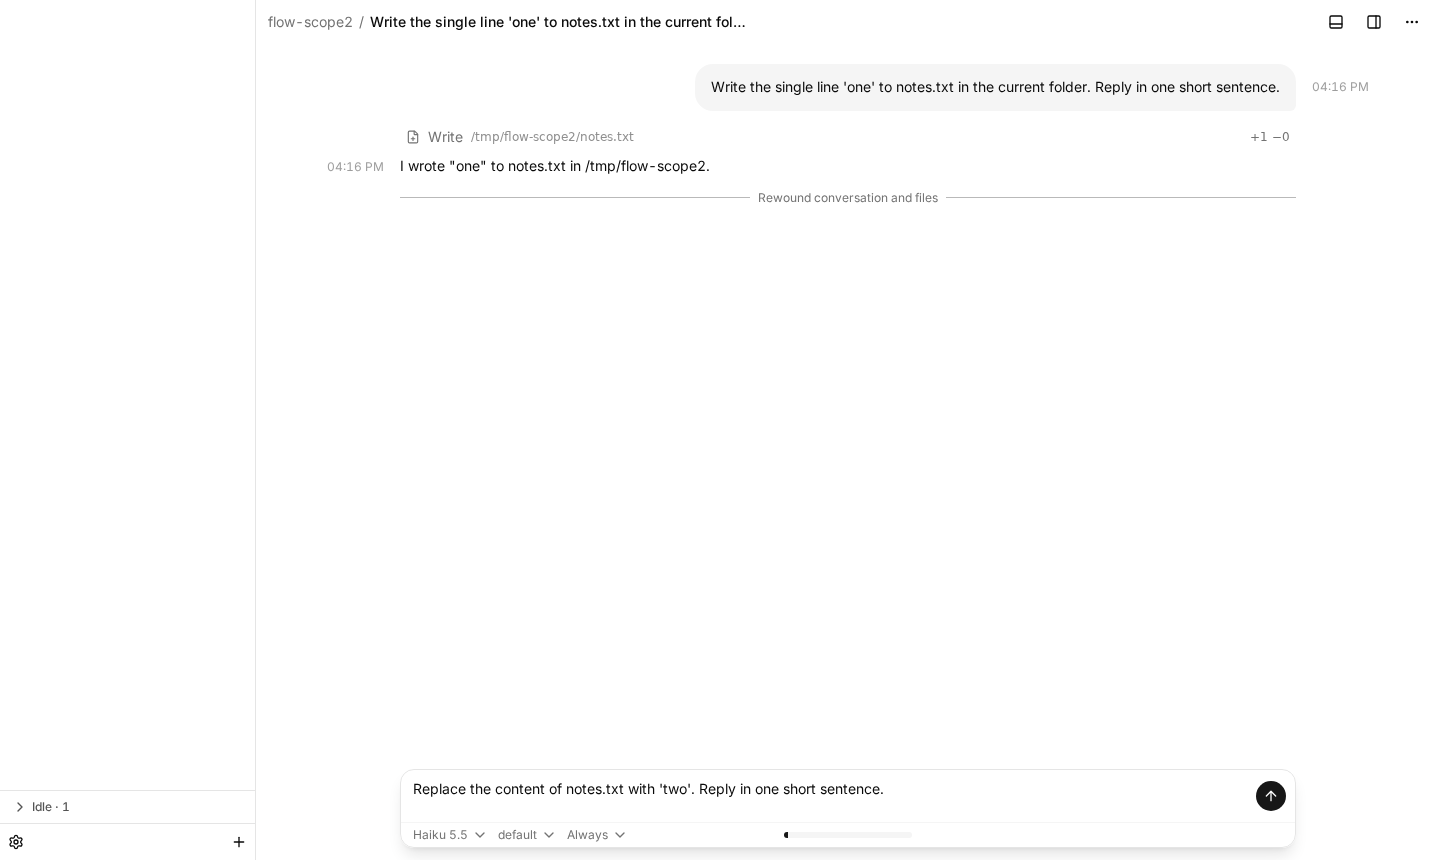 flow-scope2 / Write the single line 'one' to notes.txt in the current fol...
Write the single line 'one' to notes.txt in the current folder. Reply in one short sentence.
04:16 PM
Write /tmp/flow-scope2/notes.txt
+1 −0
04:16 PM
I wrote "one" to notes.txt in /tmp/flow-scope2.
Rewound conversation and files
Replace the content of notes.txt with 'two'. Reply in one short sentence.
Haiku 5.5 default Always
Idle · 1